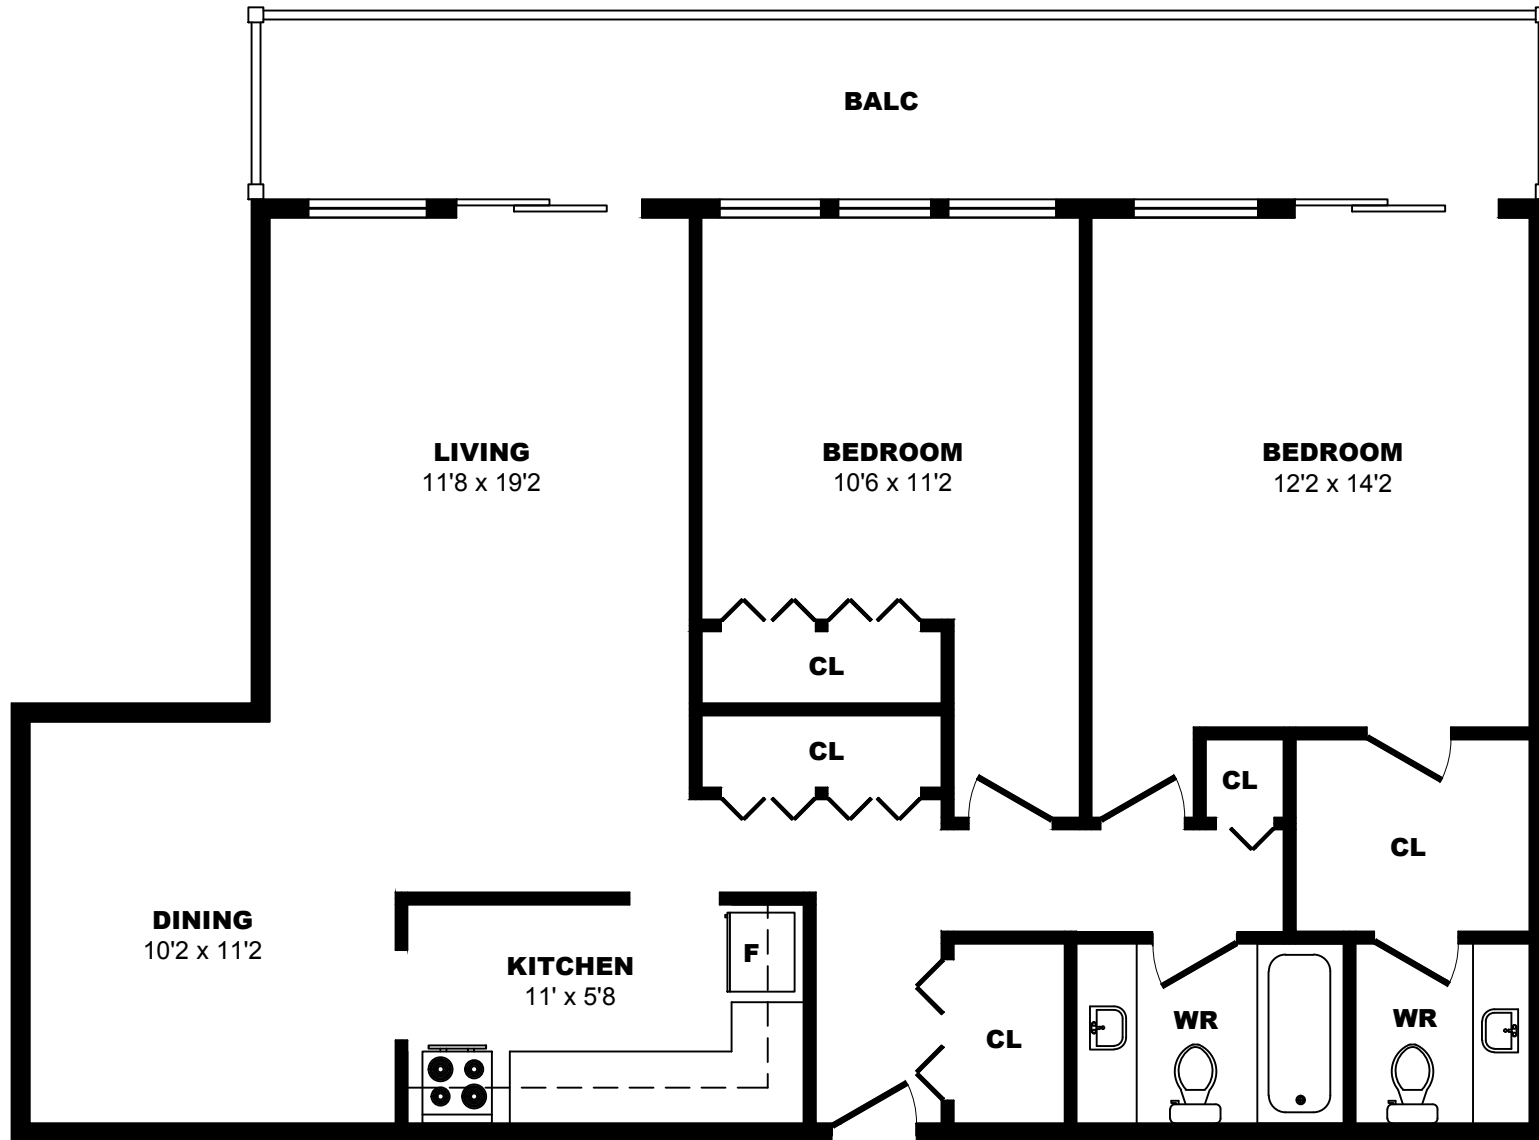 BALC
LIVING
11'8 x 19'2
BEDROOM
10'6 x 11'2
BEDROOM
12'2 x 14'2
CL
CL
CL
CL
DINING
10'2 x 11'2
KITCHEN
11' x 5'8
F
CL
WR
WR